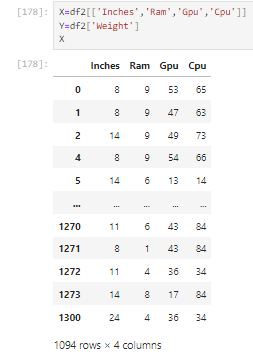 [178]: X=df2[['Inches','Ram','Gpu','Cpu']]
Y=df2['Weight']
X
[178]:
Inches Ram Gpu Cpu
0 8 9 53 65
1 8 9 47 63
2 14 9 49 73
4 8 9 54 66
5 14 6 13 14
... ... ... ... ...
1270 11 6 43 84
1271 8 1 43 84
1272 11 4 36 34
1273 14 8 17 84
1300 24 4 36 34
1094 rows × 4 columns